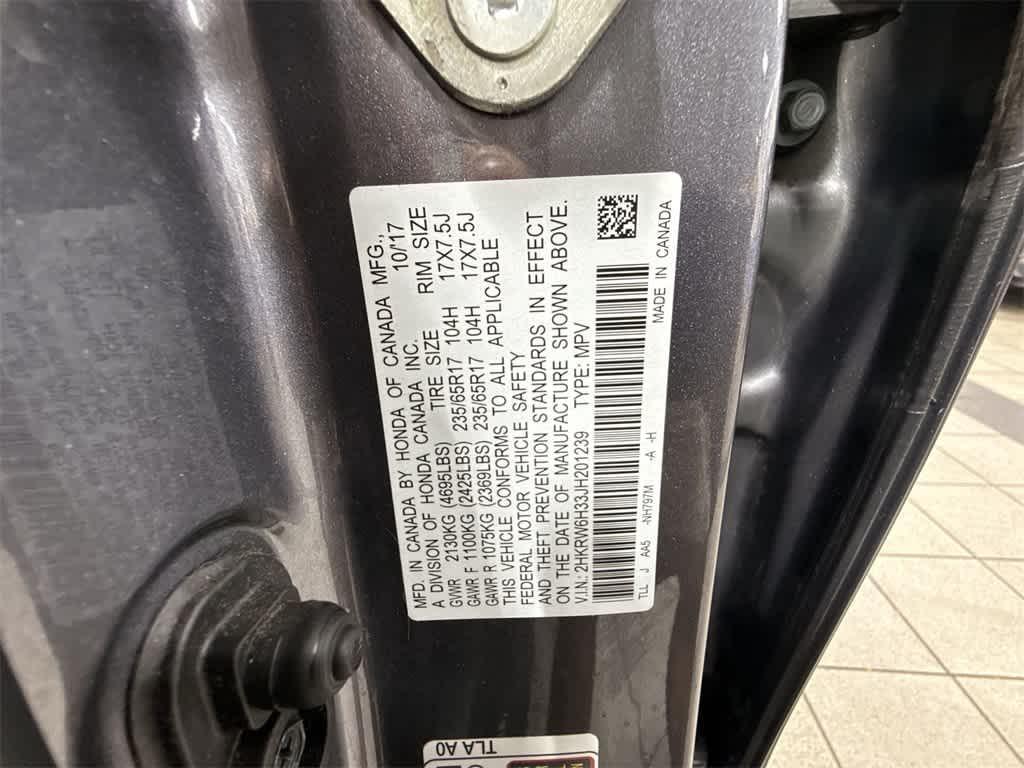 MFD. IN CANADA BY HONDA OF CANADA MFG.,
A DIVISION OF HONDA CANADA INC. 10/17
TIRE SIZE RIM SIZE
GVWR 2130KG (4695LBS)
GAWR F 1100KG (2425LBS) 235/65R17 104H 17X7.5J
GAWR R 1075KG (2369LBS) 235/65R17 104H 17X7.5J
THIS VEHICLE CONFORMS TO ALL APPLICABLE
FEDERAL MOTOR VEHICLE SAFETY
AND THEFT PREVENTION STANDARDS IN EFFECT
ON THE DATE OF MANUFACTURE SHOWN ABOVE.
V.I.N.: 2HKRW6H33JH201239 TYPE: MPV
TLL J AA5 -NH797M -A -H MADE IN CANADA
TLA A0